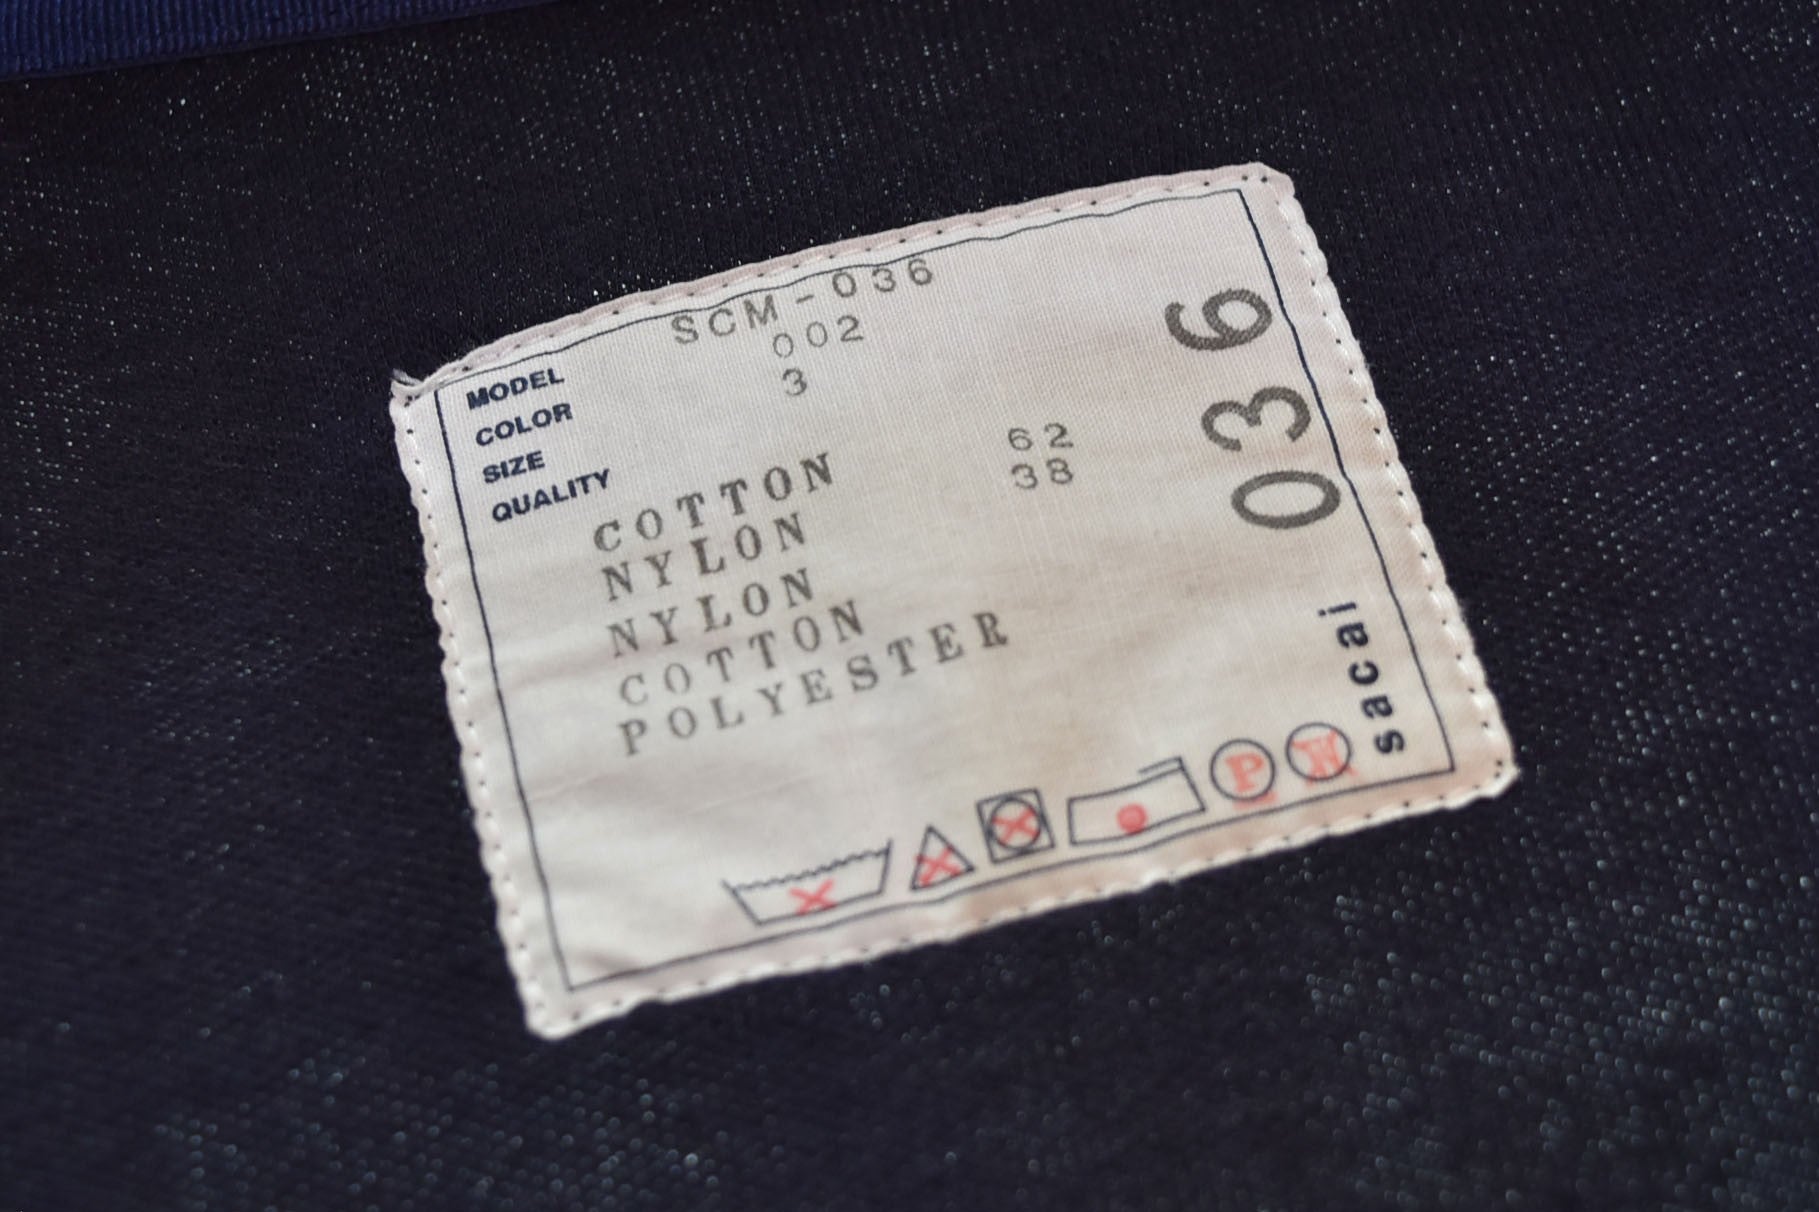 MODEL SCM-036
COLOR 002
SIZE 3
QUALITY
COTTON 62
NYLON 38
NYLON
COTTON
POLYESTER
036
sacai
P